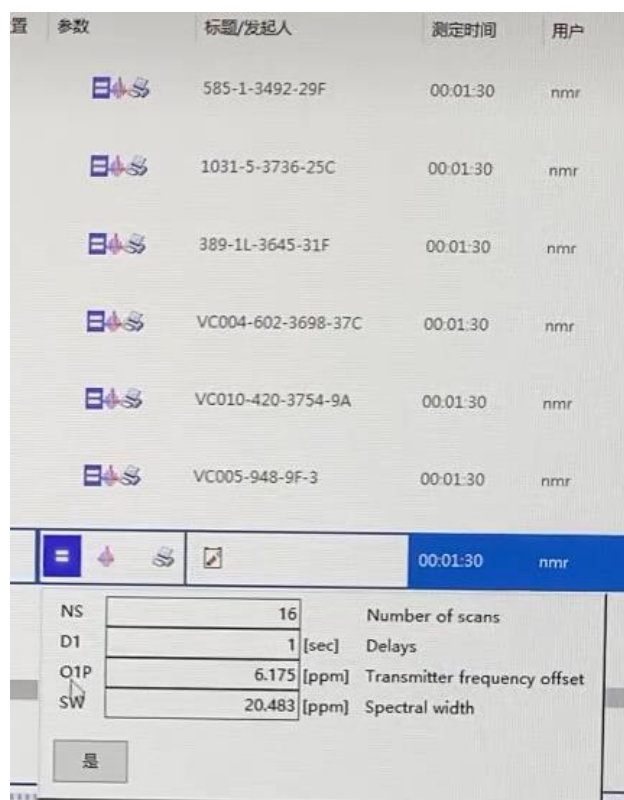 置 参数 标题/发起人 测定时间 用户
585-1-3492-29F 00:01:30 nmr
1031-5-3736-25C 00:01:30 nmr
389-1L-3645-31F 00:01:30 nmr
VC004-602-3698-37C 00:01:30 nmr
VC010-420-3754-9A 00:01:30 nmr
VC005-948-9F-3 00:01:30 nmr
00:01:30 nmr
NS 16 Number of scans
D1 1 [sec] Delays
O1P 6.175 [ppm] Transmitter frequency offset
SW 20.483 [ppm] Spectral width
是